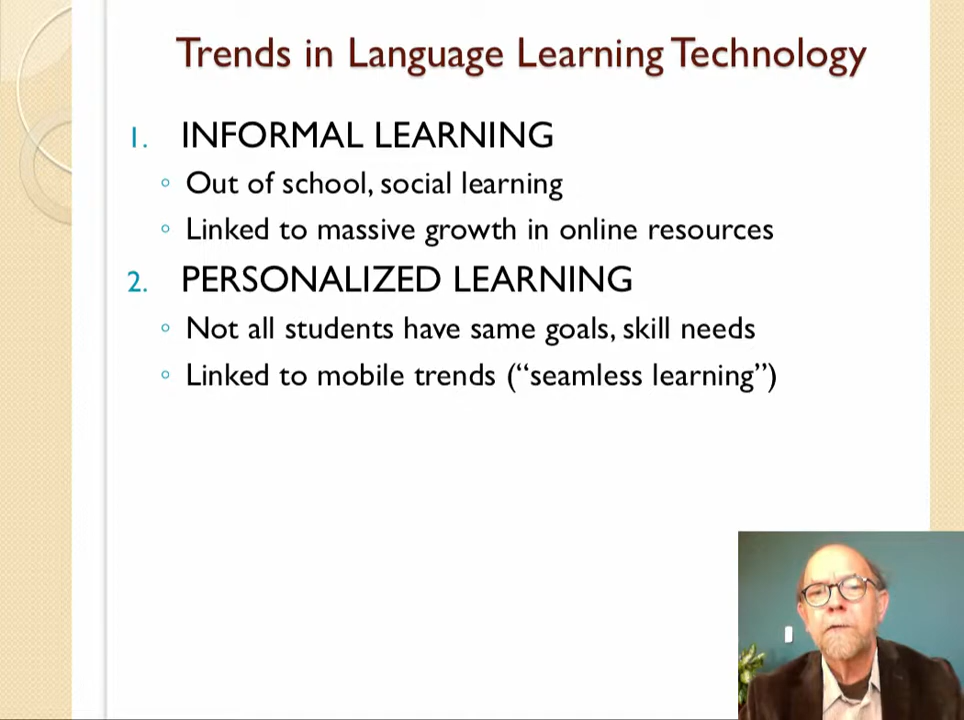 Trends in Language Learning Technology
1. INFORMAL LEARNING
◦ Out of school, social learning
◦ Linked to massive growth in online resources
2. PERSONALIZED LEARNING
◦ Not all students have same goals, skill needs
◦ Linked to mobile trends (“seamless learning”)